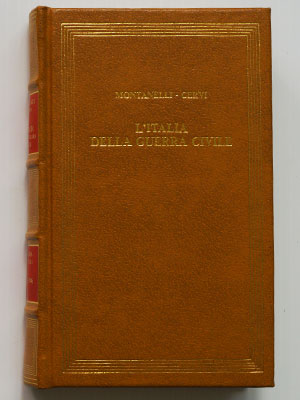 MONTANELLI - CERVI
L'ITALIA
DELLA GUERRA CIVILE